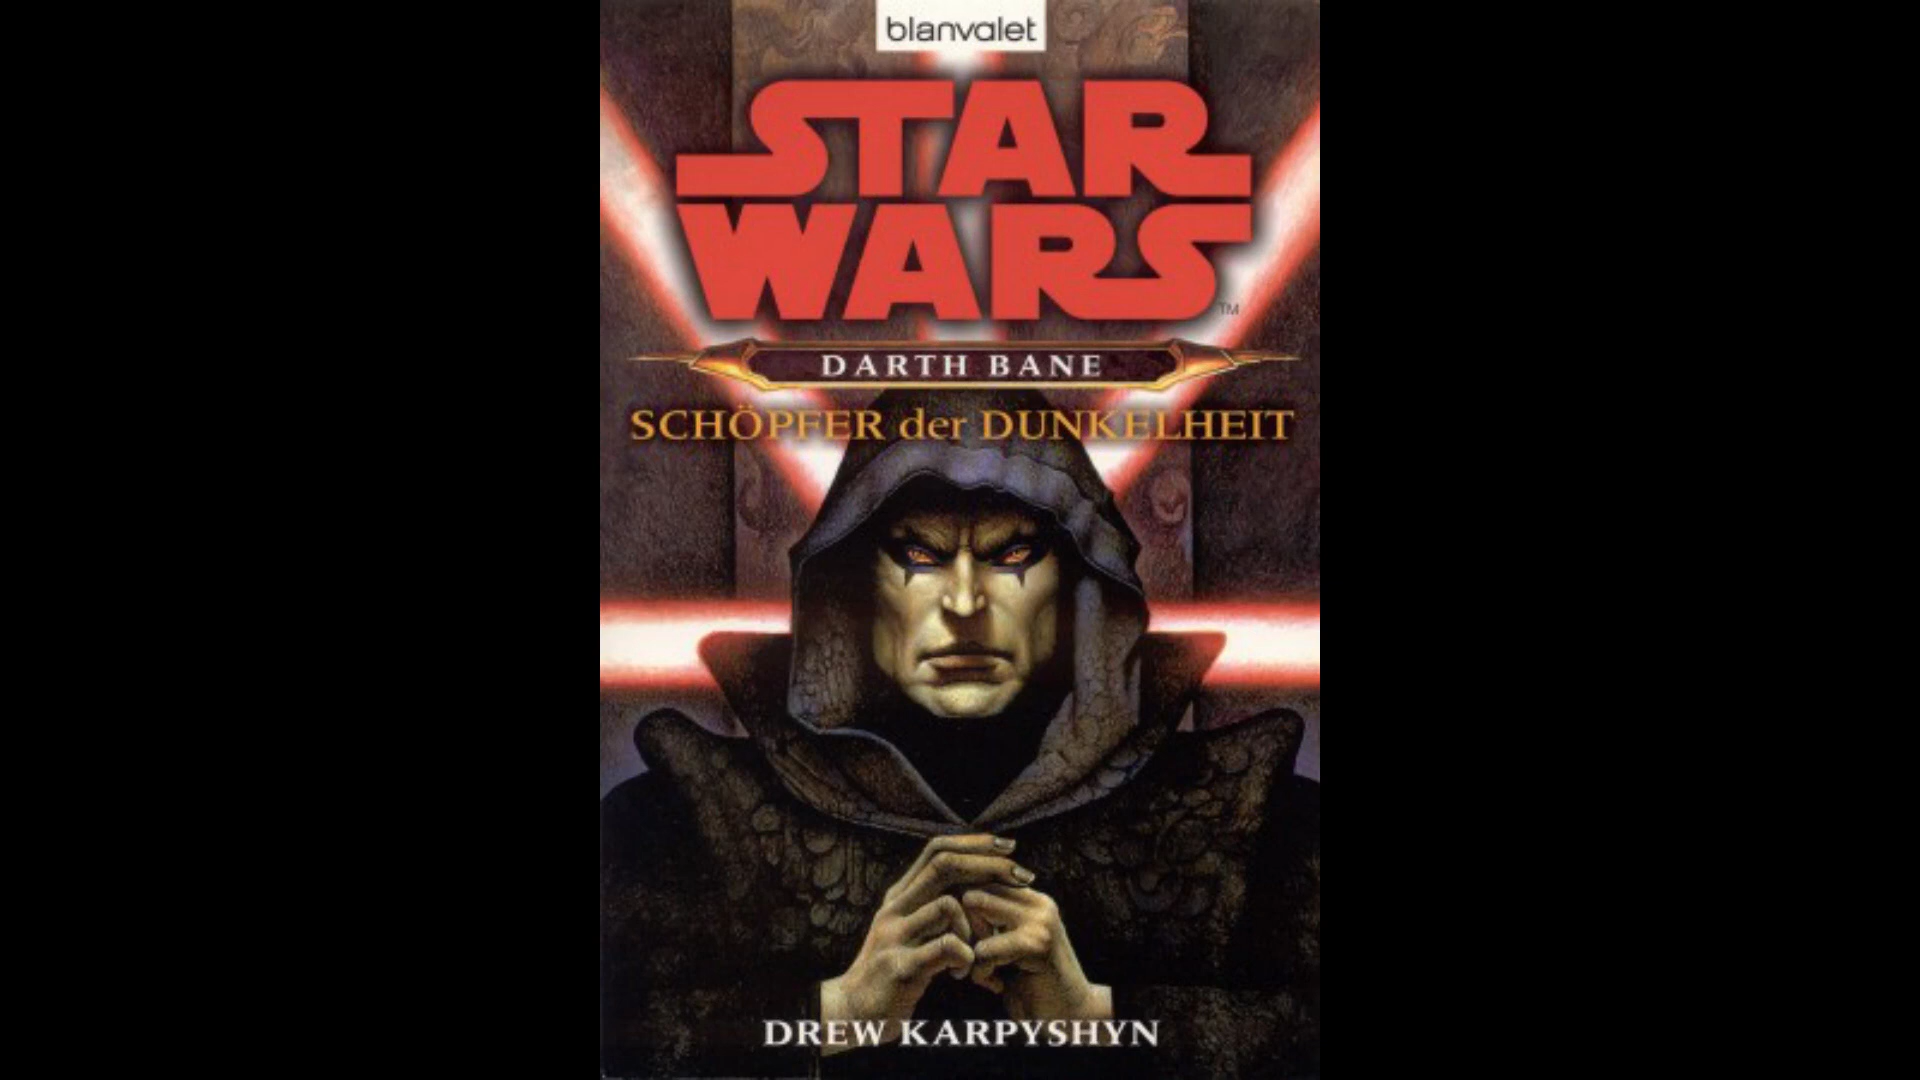 blanvalet
STAR
WARS
TM
DARTH BANE
SCHÖPFER der DUNKELHEIT
DREW KARPYSHYN